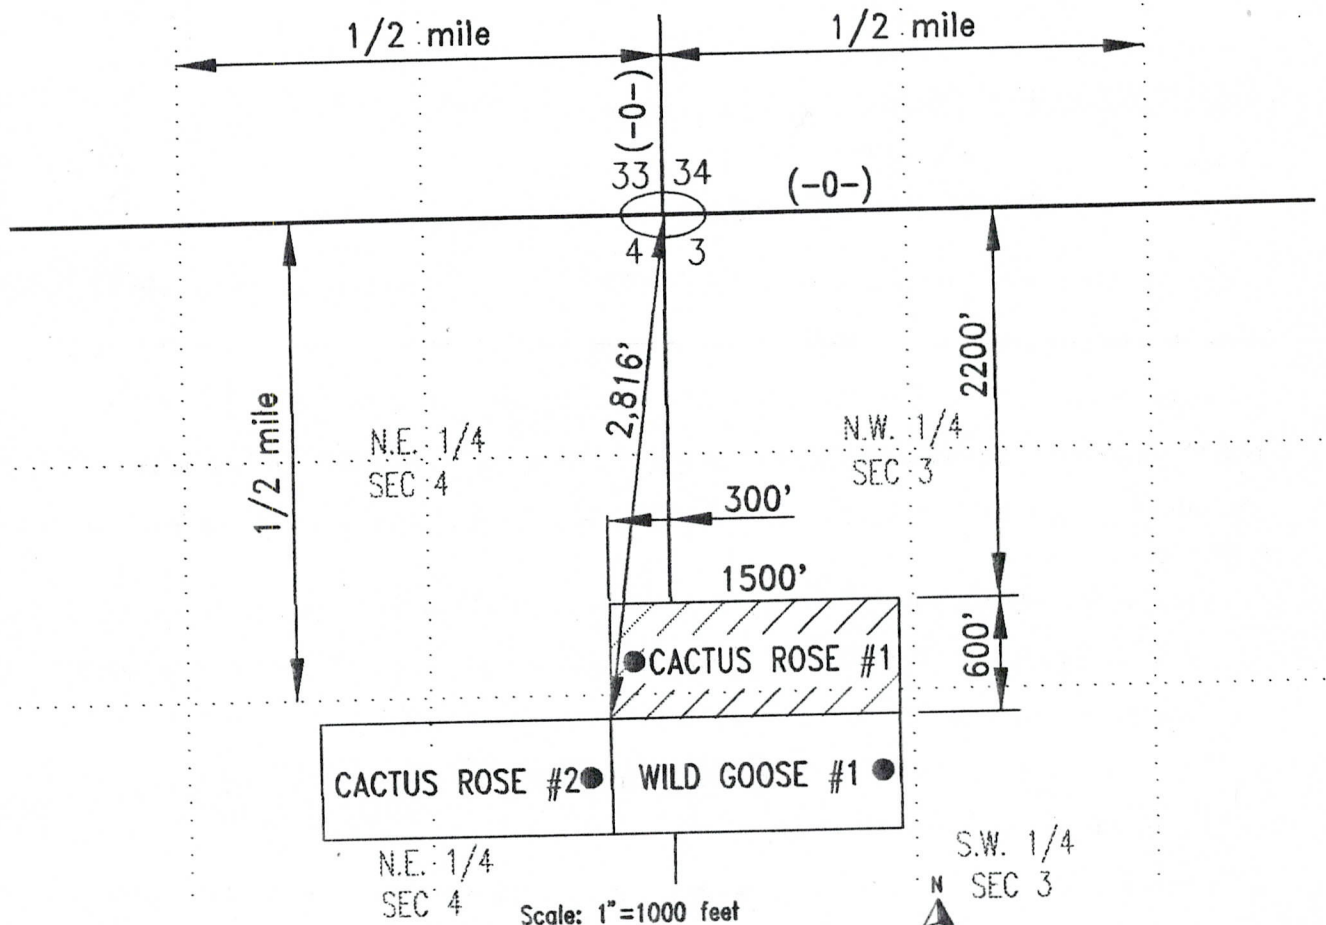 1/2 mile
1/2 mile
(-0-)
33 34
(-0-)
4 3
2,816'
2200'
1/2 mile
N.E. 1/4
SEC 4
N.W. 1/4
SEC 3
300'
1500'
600'
CACTUS ROSE #1
CACTUS ROSE #2
WILD GOOSE #1
N.E. 1/4
SEC 4
S.W. 1/4
SEC 3
N
Scale: 1"=1000 feet